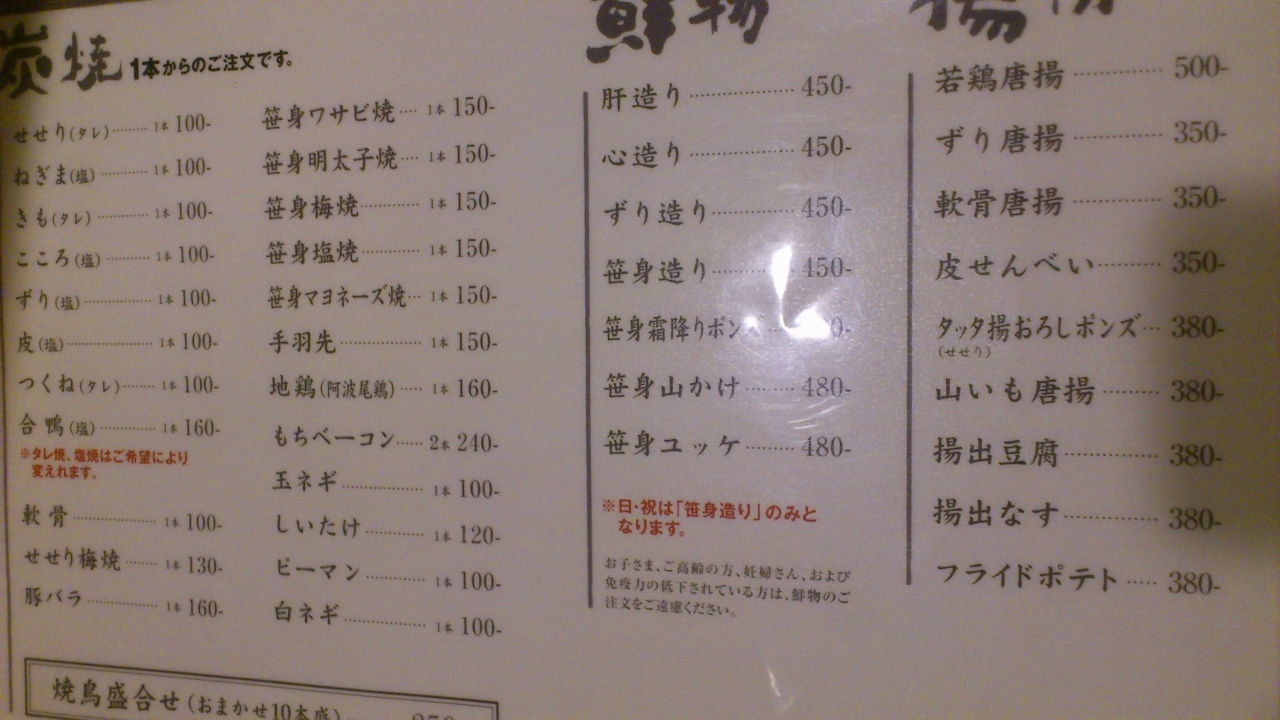 炭焼 1本からのご注文です。
せせり(タレ)‥‥‥1本 100-
ねぎま(塩)‥‥‥1本 100-
きも(タレ)‥‥‥1本 100-
こころ(塩)‥‥‥1本 100-
ずり(塩)‥‥‥1本 100-
皮(塩)‥‥‥1本 100-
つくね(タレ)‥‥‥1本 100-
合鴨(塩)‥‥‥1本 160-
※タレ焼、塩焼はご希望により
変えれます。
軟骨‥‥‥1本 100-
せせり梅焼‥‥‥1本 130-
豚バラ‥‥‥1本 160-
笹身ワサビ焼‥‥‥1本 150-
笹身明太子焼‥‥‥1本 150-
笹身梅焼‥‥‥1本 150-
笹身塩焼‥‥‥1本 150-
笹身マヨネーズ焼‥‥‥1本 150-
手羽先‥‥‥1本 150-
地鶏(阿波尾鶏)‥‥‥1本 160-
もちベーコン‥‥‥2本 240-
玉ネギ‥‥‥1本 100-
しいたけ‥‥‥1本 120-
ピーマン‥‥‥1本 100-
白ネギ‥‥‥1本 100-
焼鳥盛合せ(おまかせ10本盛)
鮮物
肝造り‥‥‥450-
心造り‥‥‥450-
ずり造り‥‥‥450-
笹身造り‥‥‥450-
笹身霜降りポンズ
笹身山かけ‥‥‥480-
笹身ユッケ‥‥‥480-
※日・祝は「笹身造り」のみと
なります。
お子さま、ご高齢の方、妊婦さん、および
免疫力の低下されている方は、鮮物のご
注文をご遠慮ください。
揚物
若鶏唐揚‥‥‥500-
ずり唐揚‥‥‥350-
軟骨唐揚‥‥‥350-
皮せんべい‥‥‥350-
タッタ揚おろしポンズ‥‥‥380-
(せせり)
山いも唐揚‥‥‥380-
揚出豆腐‥‥‥380-
揚出なす‥‥‥380-
フライドポテト‥‥‥380-